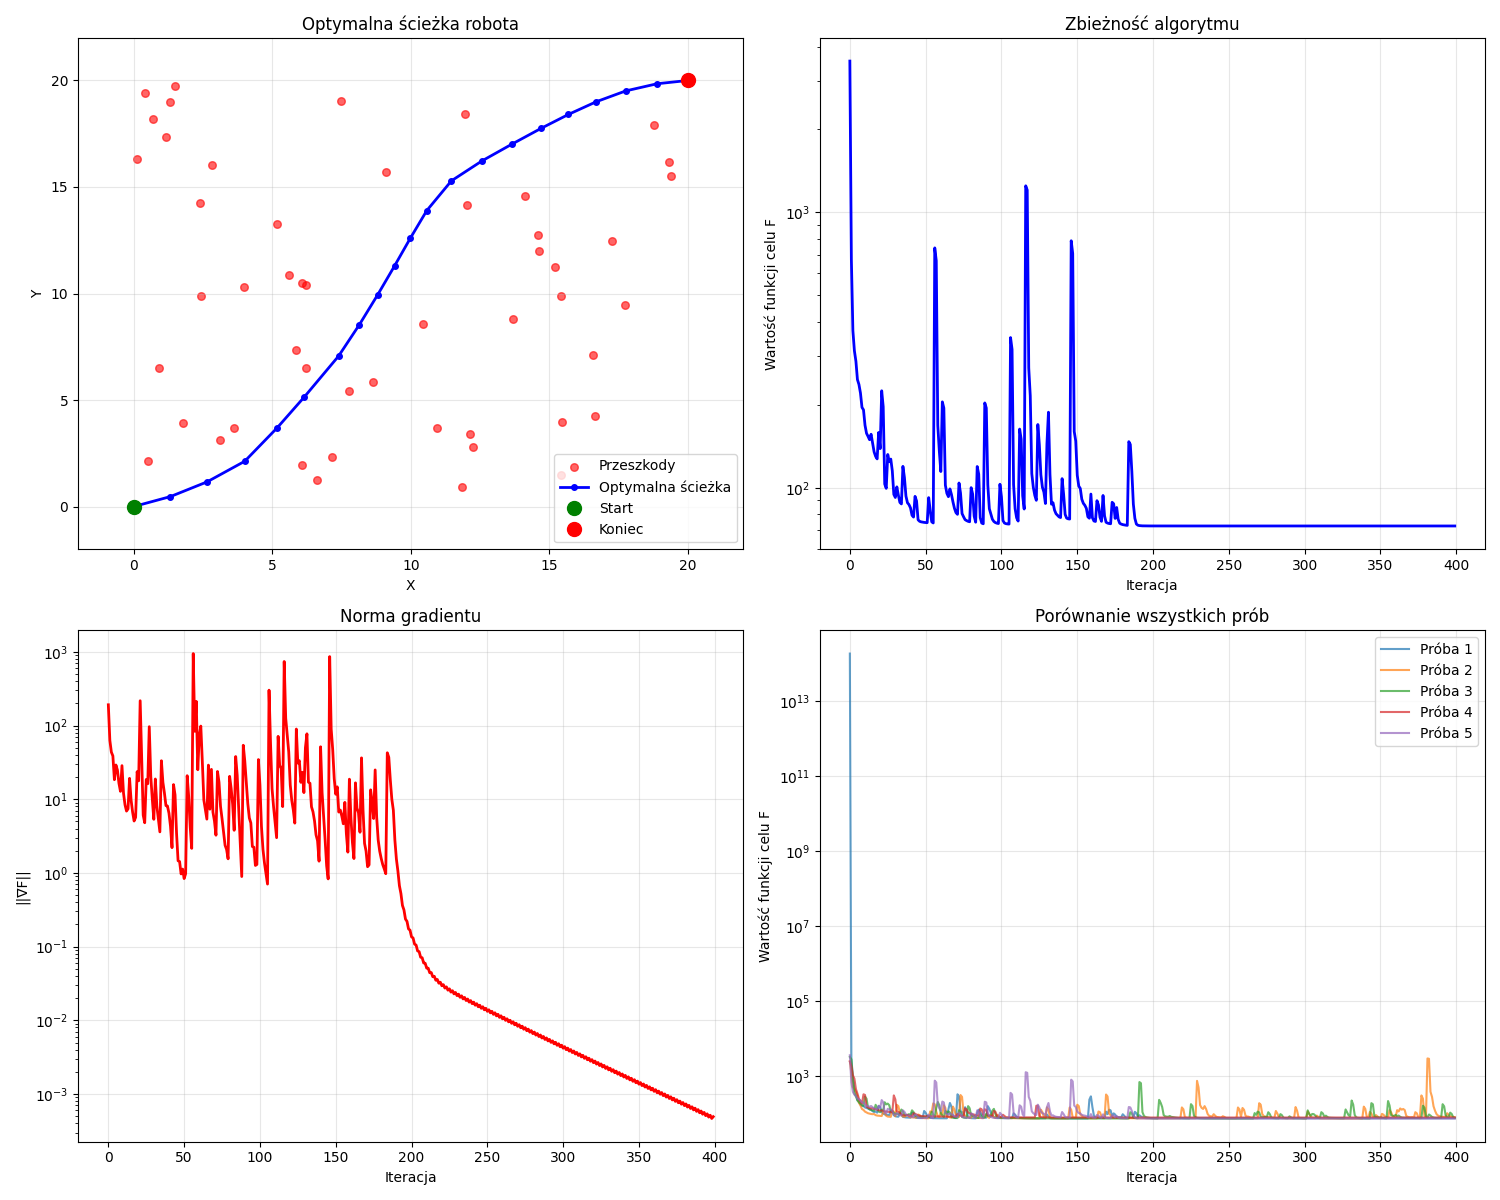 Optymalna ścieżka robota
Y
20
15
10
5
0
0 5 10 15 20
X
Przeszkody
Optymalna ścieżka
Start
Koniec
Zbieżność algorytmu
Wartość funkcji celu F
10³
10²
0 50 100 150 200 250 300 350 400
Iteracja
Norma gradientu
||∇F||
10³
10²
10¹
10⁰
10⁻¹
10⁻²
10⁻³
0 50 100 150 200 250 300 350 400
Iteracja
Porównanie wszystkich prób
Wartość funkcji celu F
10¹³
10¹¹
10⁹
10⁷
10⁵
10³
0 50 100 150 200 250 300 350 400
Iteracja
Próba 1
Próba 2
Próba 3
Próba 4
Próba 5